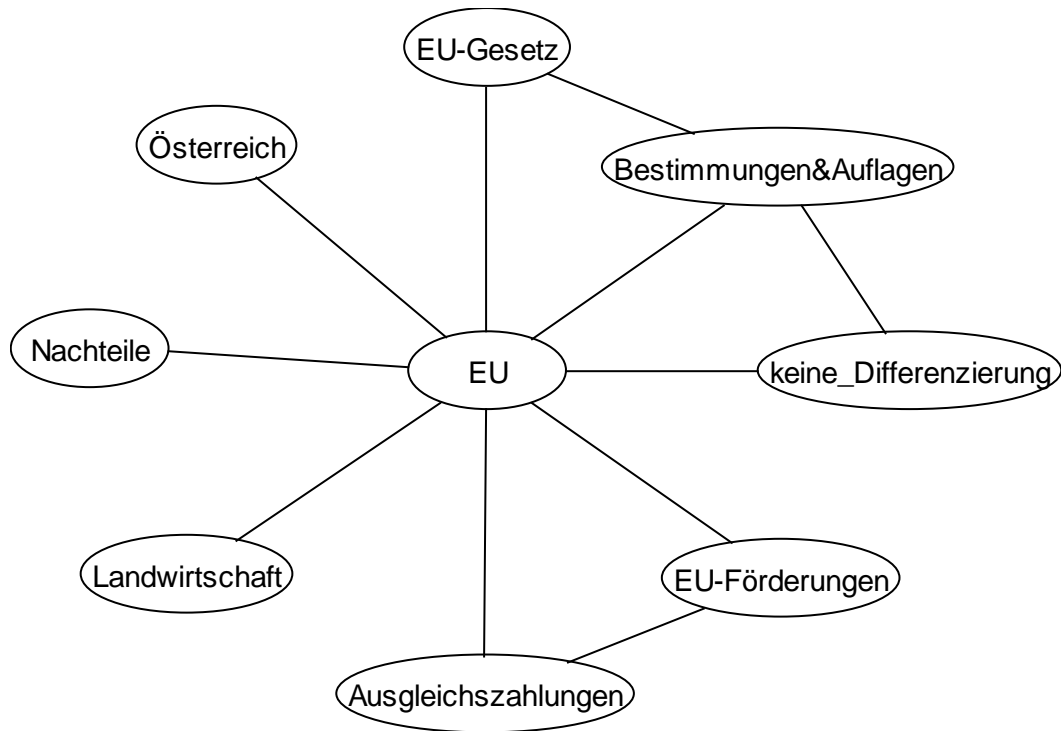 EU-Gesetz
Österreich
Bestimmungen&Auflagen
Nachteile
EU
keine_Differenzierung
Landwirtschaft
EU-Förderungen
Ausgleichszahlungen